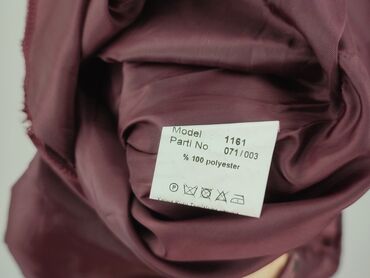 Model 1161
Parti No 071 / 003
% 100 polyester
P